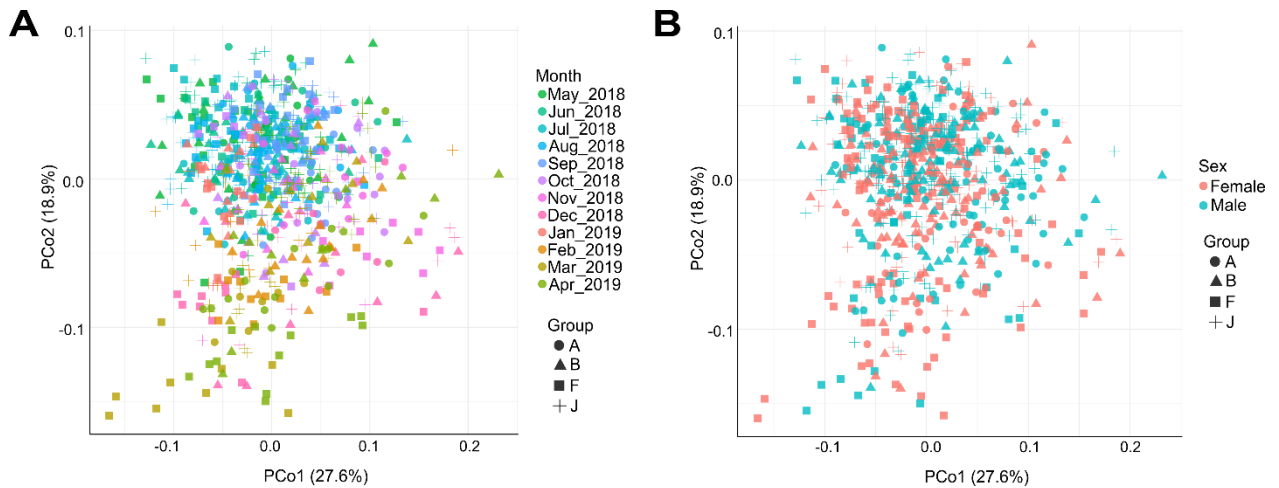 A
0.1
0.0
-0.1
PCo2 (18.9%)
-0.1
0.0
0.1
0.2
PCo1 (27.6%)
Month
May_2018
Jun_2018
Jul_2018
Aug_2018
Sep_2018
Oct_2018
Nov_2018
Dec_2018
Jan_2019
Feb_2019
Mar_2019
Apr_2019
Group
A
B
F
J
B
0.1
0.0
-0.1
PCo2 (18.9%)
-0.1
0.0
0.1
0.2
PCo1 (27.6%)
Sex
Female
Male
Group
A
B
F
J